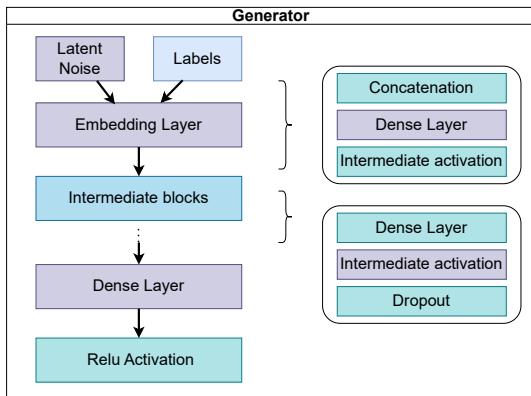 Generator
Latent
Noise
Labels
Embedding Layer
Intermediate blocks
...
Dense Layer
Relu Activation
Concatenation
Dense Layer
Intermediate activation
Dense Layer
Intermediate activation
Dropout